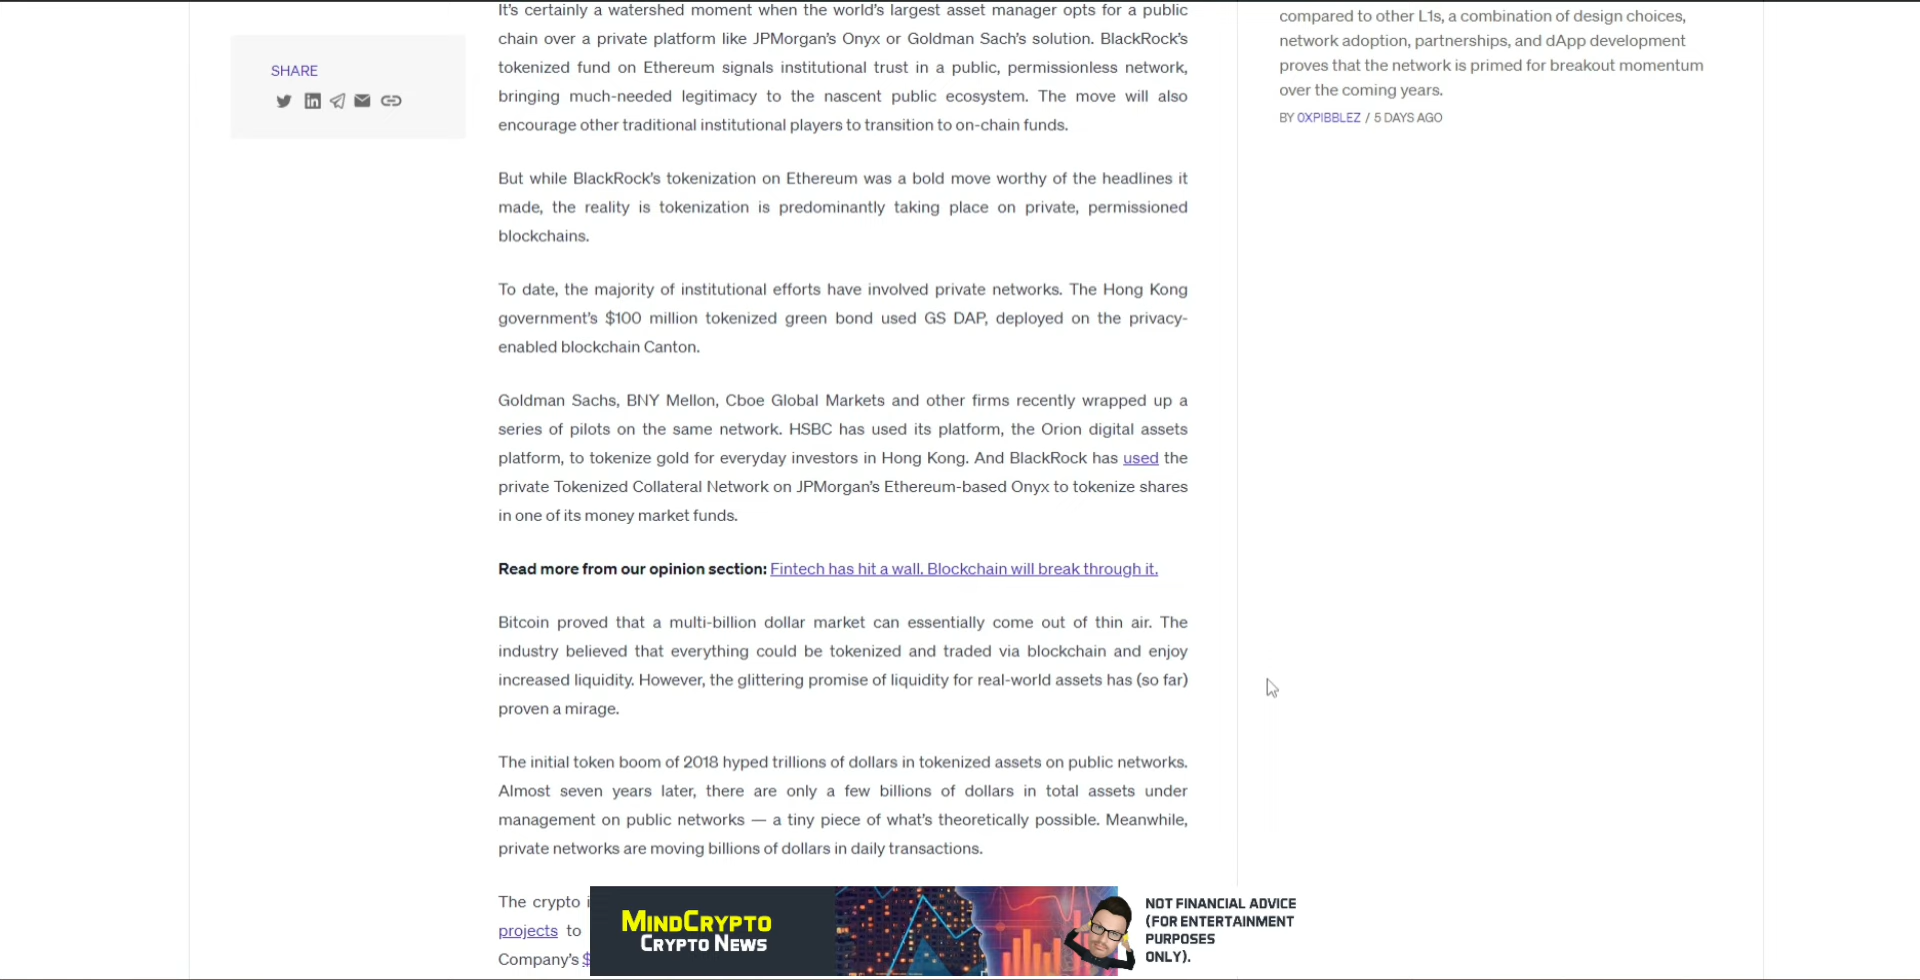 It's certainly a watershed moment when the world's largest asset manager opts for a public
chain over a private platform like JPMorgan's Onyx or Goldman Sach's solution. BlackRock's
tokenized fund on Ethereum signals institutional trust in a public, permissionless network,
bringing much-needed legitimacy to the nascent public ecosystem. The move will also
encourage other traditional institutional players to transition to on-chain funds.
But while BlackRock's tokenization on Ethereum was a bold move worthy of the headlines it
made, the reality is tokenization is predominantly taking place on private, permissioned
blockchains.
To date, the majority of institutional efforts have involved private networks. The Hong Kong
government's $100 million tokenized green bond used GS DAP, deployed on the privacy-
enabled blockchain Canton.
Goldman Sachs, BNY Mellon, Cboe Global Markets and other firms recently wrapped up a
series of pilots on the same network. HSBC has used its platform, the Orion digital assets
platform, to tokenize gold for everyday investors in Hong Kong. And BlackRock has used the
private Tokenized Collateral Network on JPMorgan's Ethereum-based Onyx to tokenize shares
in one of its money market funds.
Read more from our opinion section: Fintech has hit a wall. Blockchain will break through it.
Bitcoin proved that a multi-billion dollar market can essentially come out of thin air. The
industry believed that everything could be tokenized and traded via blockchain and enjoy
increased liquidity. However, the glittering promise of liquidity for real-world assets has (so far)
proven a mirage.
The initial token boom of 2018 hyped trillions of dollars in tokenized assets on public networks.
Almost seven years later, there are only a few billions of dollars in total assets under
management on public networks — a tiny piece of what's theoretically possible. Meanwhile,
private networks are moving billions of dollars in daily transactions.
The crypto i
projects to
Company's $
SHARE
compared to other L1s, a combination of design choices,
network adoption, partnerships, and dApp development
proves that the network is primed for breakout momentum
over the coming years.
BY 0XPIBBLEZ / 5 DAYS AGO
MINDCRYPTO
CRYPTO NEWS
NOT FINANCIAL ADVICE
(FOR ENTERTAINMENT
PURPOSES
ONLY).